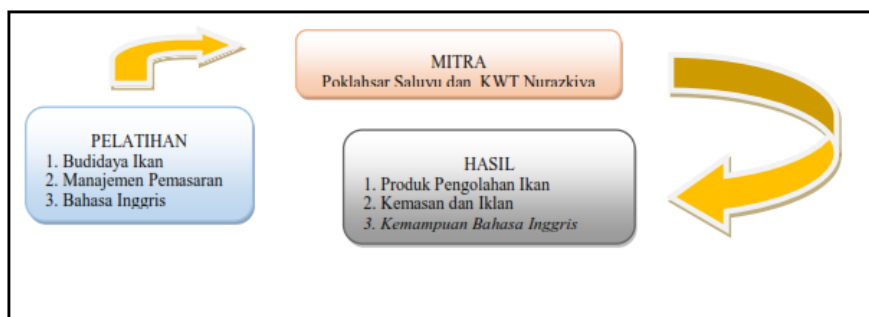 MITRA
Poklahsar Saluyu dan KWT Nurazkiya
PELATIHAN
1. Budidaya Ikan
2. Manajemen Pemasaran
3. Bahasa Inggris
HASIL
1. Produk Pengolahan Ikan
2. Kemasan dan Iklan
3. Kemampuan Bahasa Inggris